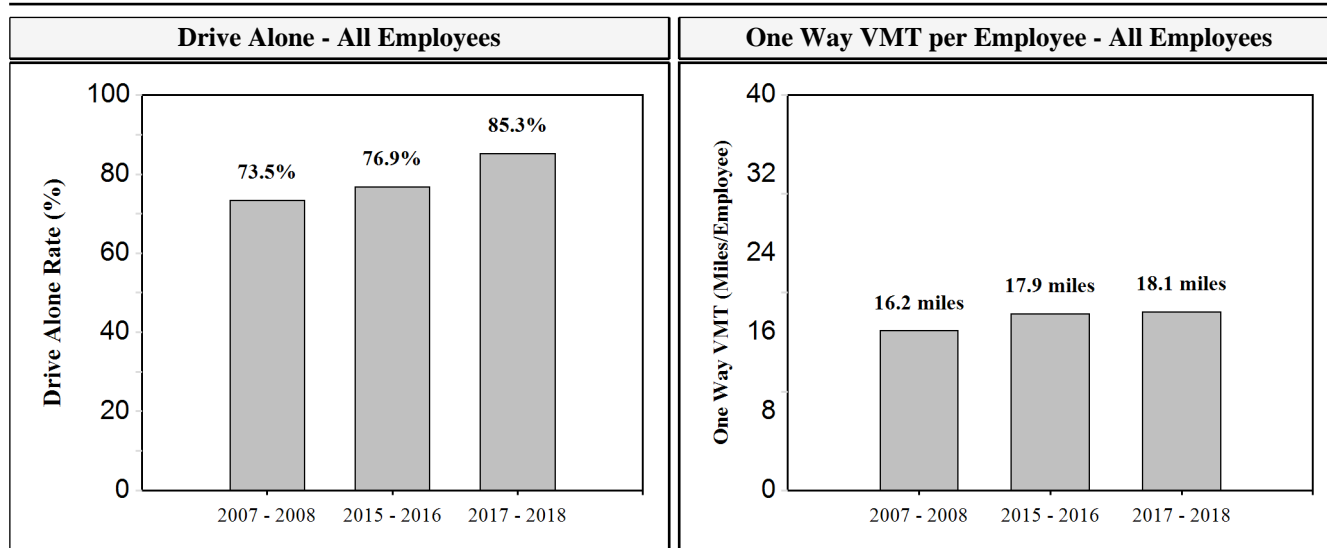 Drive Alone - All Employees
Drive Alone Rate (%)
100
80
60
40
20
0
73.5%
76.9%
85.3%
2007 - 2008
2015 - 2016
2017 - 2018
One Way VMT per Employee - All Employees
One Way VMT (Miles/Employee)
40
32
24
16
8
0
16.2 miles
17.9 miles
18.1 miles
2007 - 2008
2015 - 2016
2017 - 2018